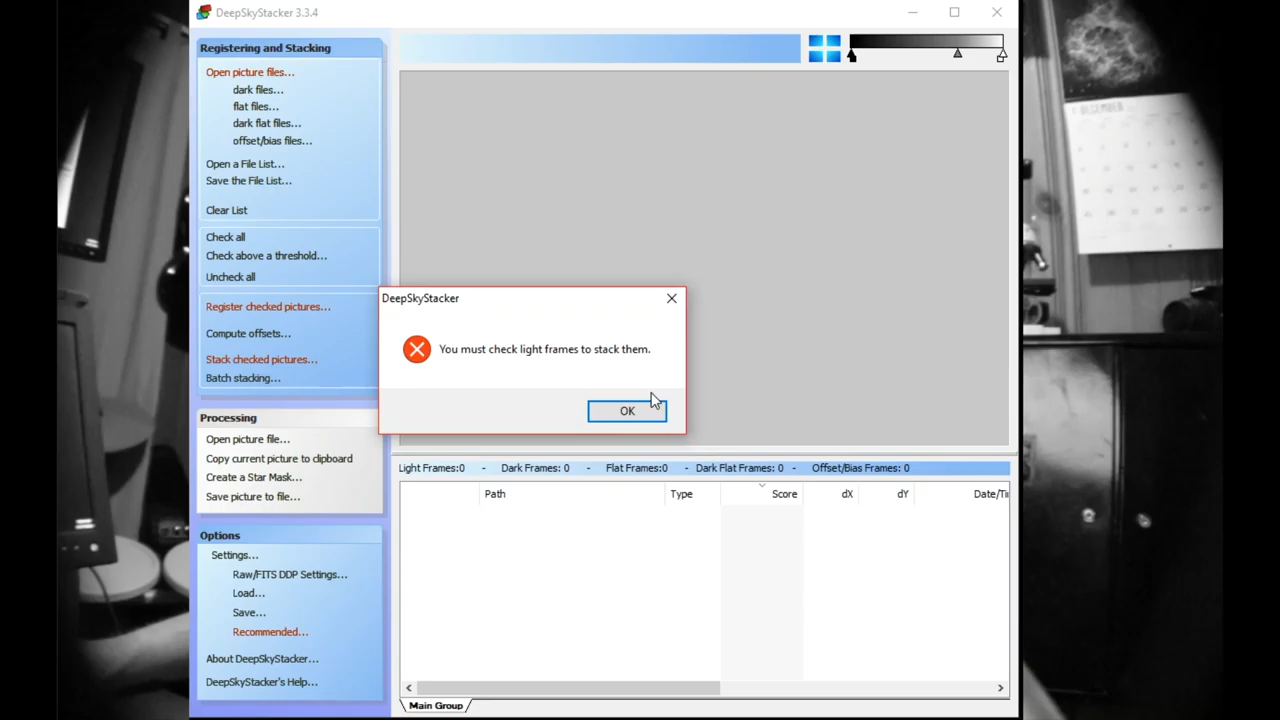 DeepSkyStacker 3.3.4
Registering and Stacking
Open picture files...
dark files...
flat files...
dark flat files...
offset/bias files...
Open a File List...
Save the File List...
Clear List
Check all
Check above a threshold...
Uncheck all
Register checked pictures...
Compute offsets...
Stack checked pictures...
Batch stacking...
Processing
Open picture file...
Copy current picture to clipboard
Create a Star Mask...
Save picture to file...
Options
Settings...
Raw/FITS DDP Settings...
Load...
Save...
Recommended...
About DeepSkyStacker...
DeepSkyStacker's Help...
DeepSkyStacker
You must check light frames to stack them.
OK
Light Frames:0 - Dark Frames: 0 - Flat Frames:0 - Dark Flat Frames: 0 - Offset/Bias Frames: 0
Path Type Score dX dY Date/Ti
Main Group
DECEMBER